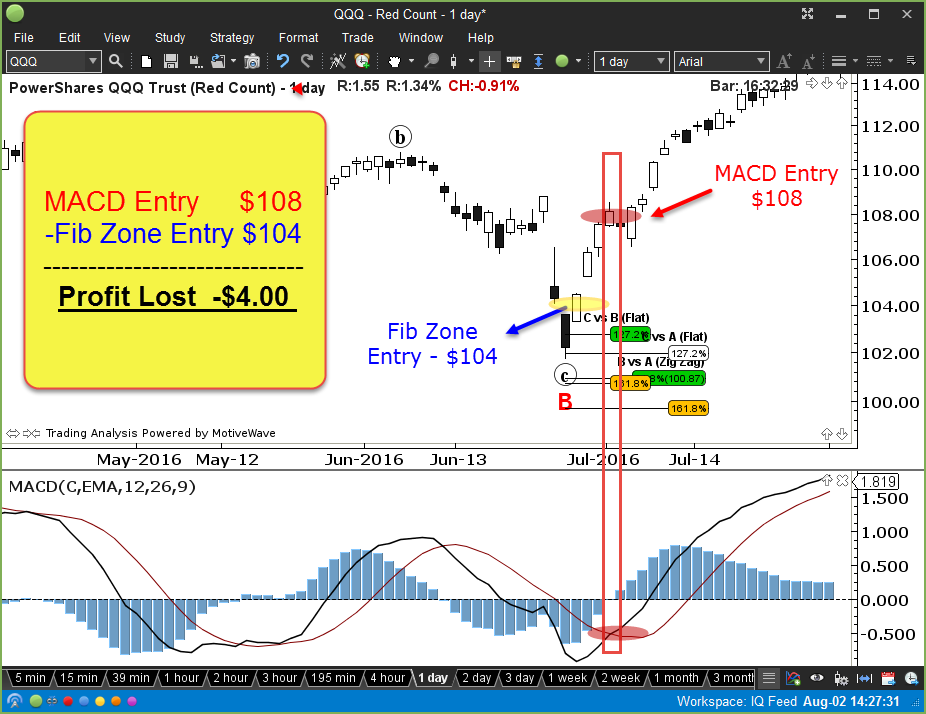 QQQ - Red Count - 1 day*
File Edit View Study Strategy Format Trade Window Help
QQQ 1 day Arial
PowerShares QQQ Trust (Red Count) - 1 day R:1.55 R:1.34% CH:-0.91% Bar: 16:32:29
114.00
112.00
110.00
108.00
106.00
104.00
102.00
100.00
MACD Entry $108
-Fib Zone Entry $104
----------------------------
Profit Lost -$4.00
b
MACD Entry
$108
Fib Zone
Entry - $104
C vs B (Flat)
127.2%
vs A (Flat)
127.2%
B vs A (Zig Zag)
8%(100.87)
161.8%
161.8%
c
B
Trading Analysis Powered by MotiveWave
May-2016 May-12 Jun-2016 Jun-13 Jul-2016 Jul-14
MACD(C,EMA,12,26,9)
1.819
1.500
1.000
0.500
0.000
-0.500
5 min 15 min 39 min 1 hour 2 hour 3 hour 195 min 4 hour 1 day 2 day 3 day 1 week 2 week 1 month 3 mont
Workspace: IQ Feed Aug-02 14:27:31